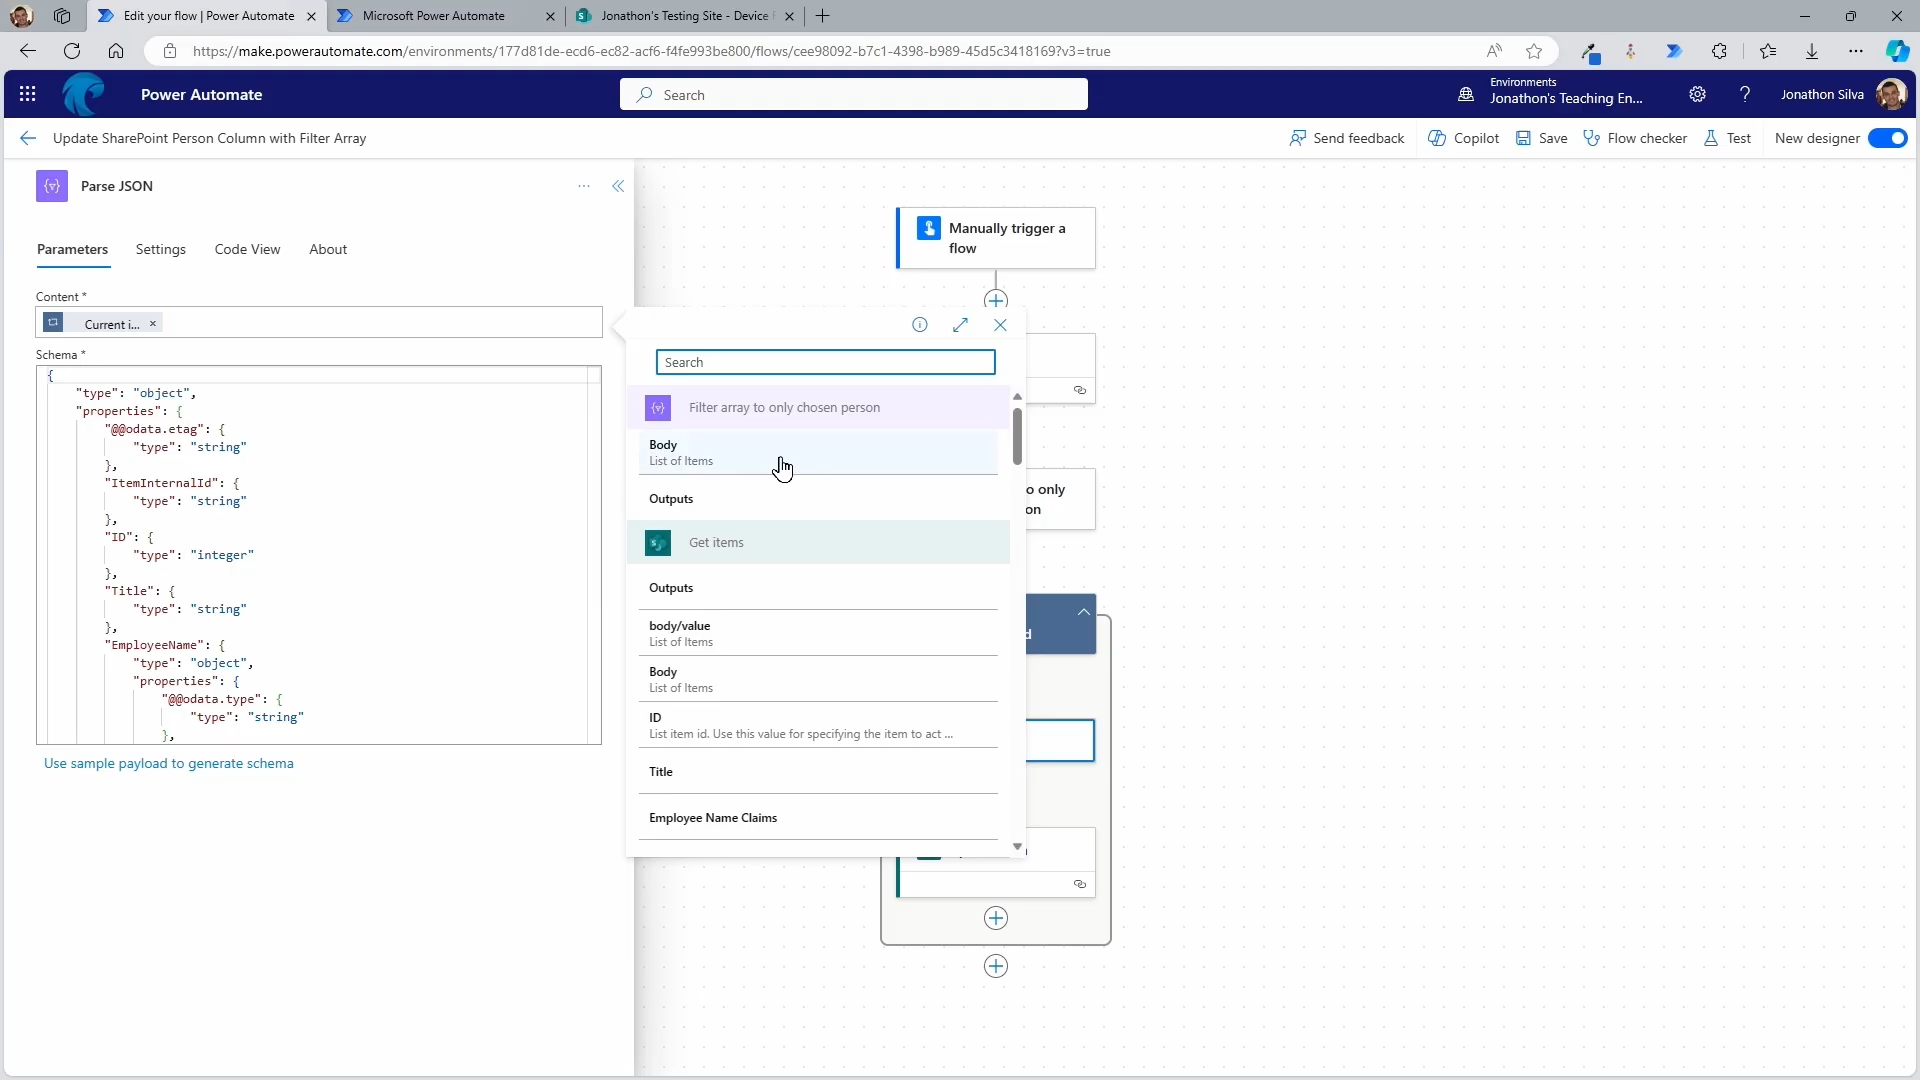 Edit your flow | Power Automate
Microsoft Power Automate
Jonathon's Testing Site - Device
https://make.powerautomate.com/environments/177d81de-ecd6-ec82-acf6-f4fe993be800/flows/cee98092-b7c1-4398-b989-45d5c3418169?v3=true
Power Automate
Search
Environments
Jonathon's Teaching En...
Jonathon Silva
Update SharePoint Person Column with Filter Array
Send feedback
Copilot
Save
Flow checker
Test
New designer
Parse JSON
Parameters
Settings
Code View
About
Content *
Current i...
Schema *
{
"type": "object",
"properties": {
"@@odata.etag": {
"type": "string"
},
"ItemInternalId": {
"type": "string"
},
"ID": {
"type": "integer"
},
"Title": {
"type": "string"
},
"EmployeeName": {
"type": "object",
"properties": {
"@@odata.type": {
"type": "string"
},
Use sample payload to generate schema
Search
Filter array to only chosen person
Body
List of Items
Outputs
Get items
Outputs
body/value
List of Items
Body
List of Items
ID
List item id. Use this value for specifying the item to act ...
Title
Employee Name Claims
Manually trigger a
flow
o only
on
d